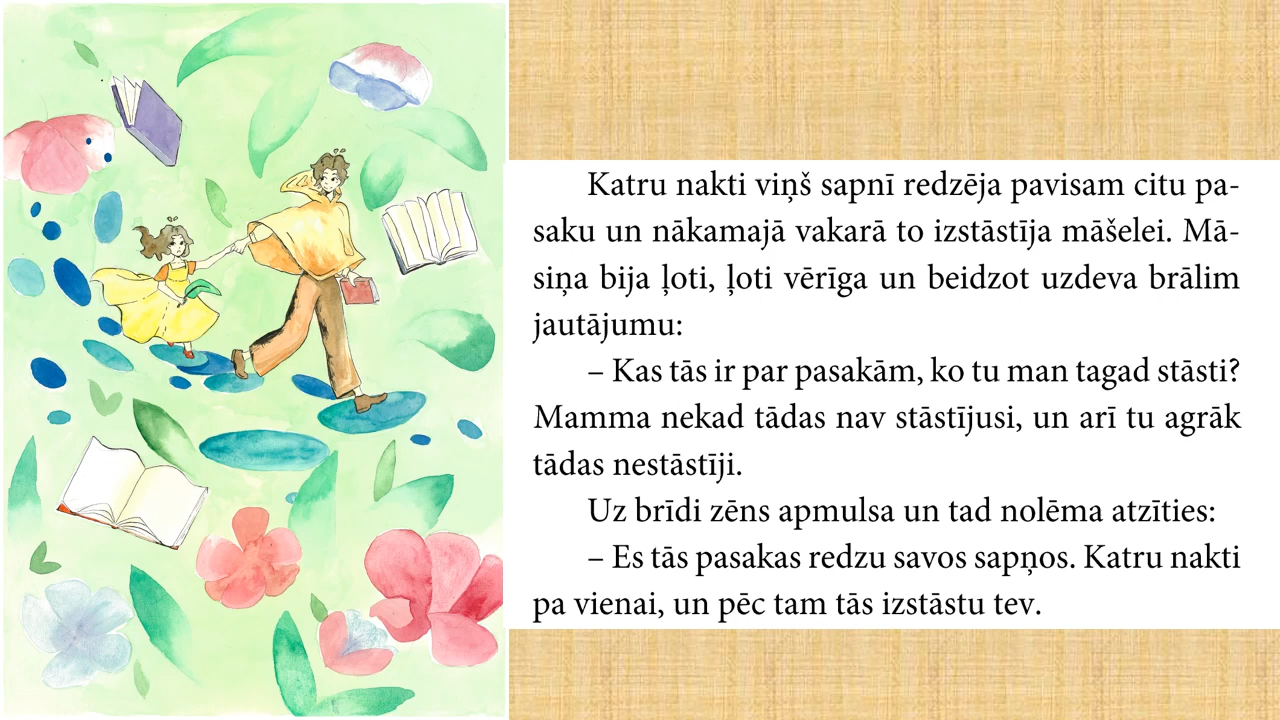 Katru nakti viņš sapnī redzēja pavisam citu pa-
saku un nākamajā vakarā to izstāstīja māšelei. Mā-
siņa bija ļoti, ļoti vērīga un beidzot uzdeva brālim
jautājumu:
– Kas tās ir par pasakām, ko tu man tagad stāsti?
Mamma nekad tādas nav stāstījusi, un arī tu agrāk
tādas nestāstīji.
Uz brīdi zēns apmulsa un tad nolēma atzīties:
– Es tās pasakas redzu savos sapņos. Katru nakti
pa vienai, un pēc tam tās izstāstu tev.